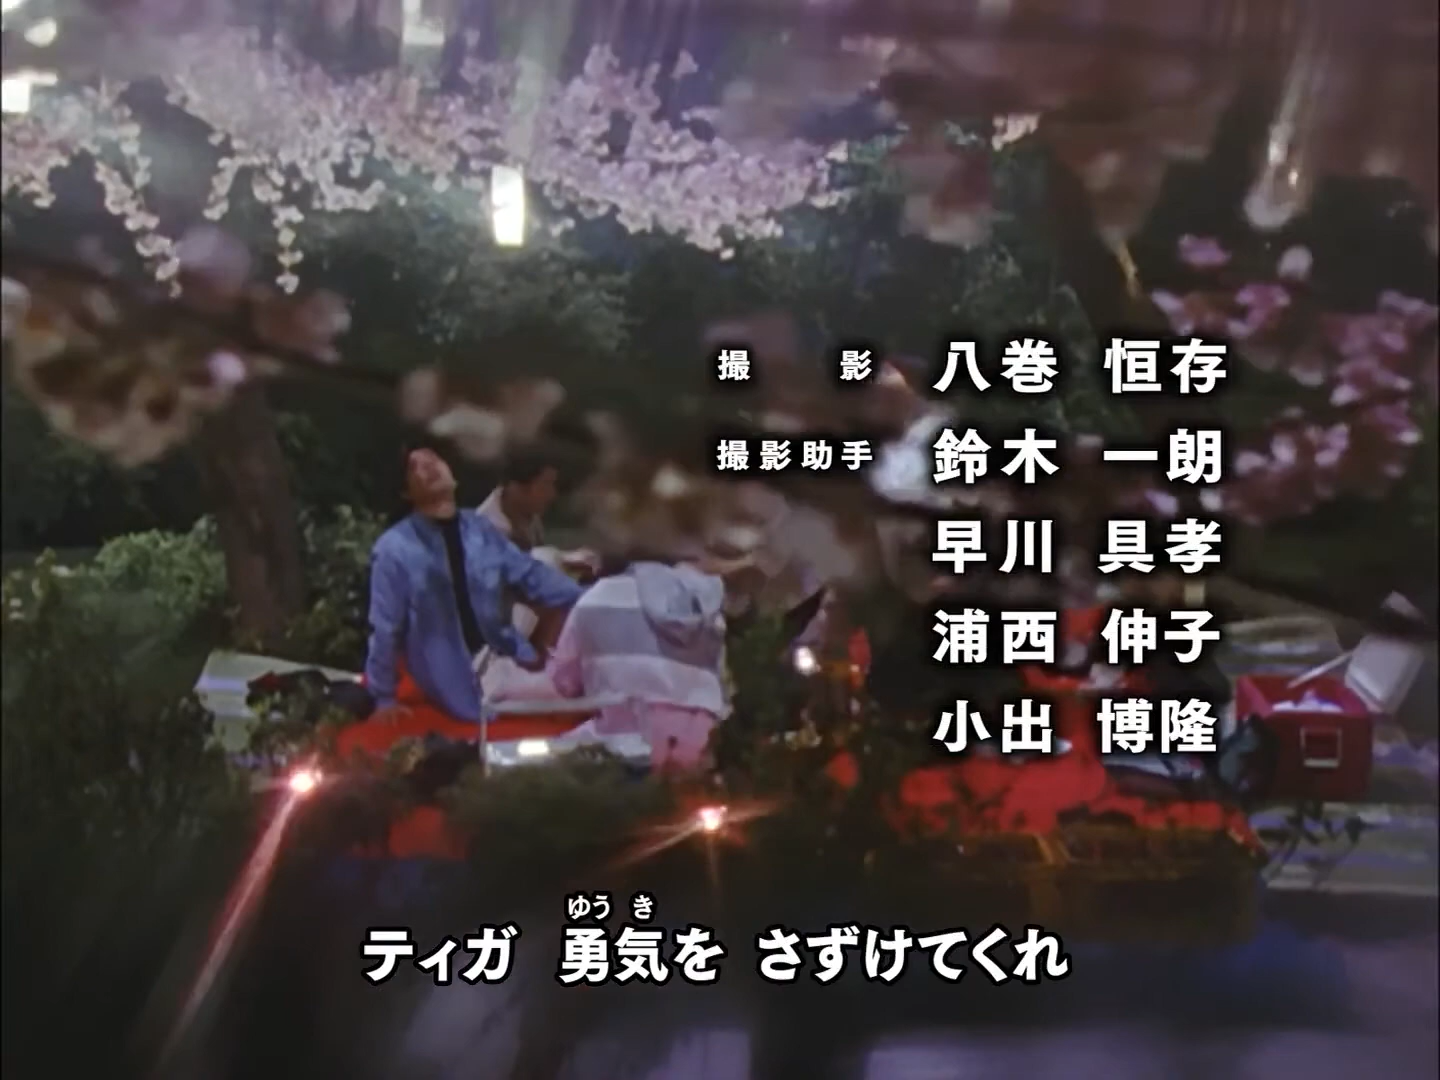 撮影 八巻 恒存
撮影助手 鈴木 一朗
早川 具孝
浦西 伸子
小出 博隆
ゆうき
ティガ 勇気を さずけてくれ